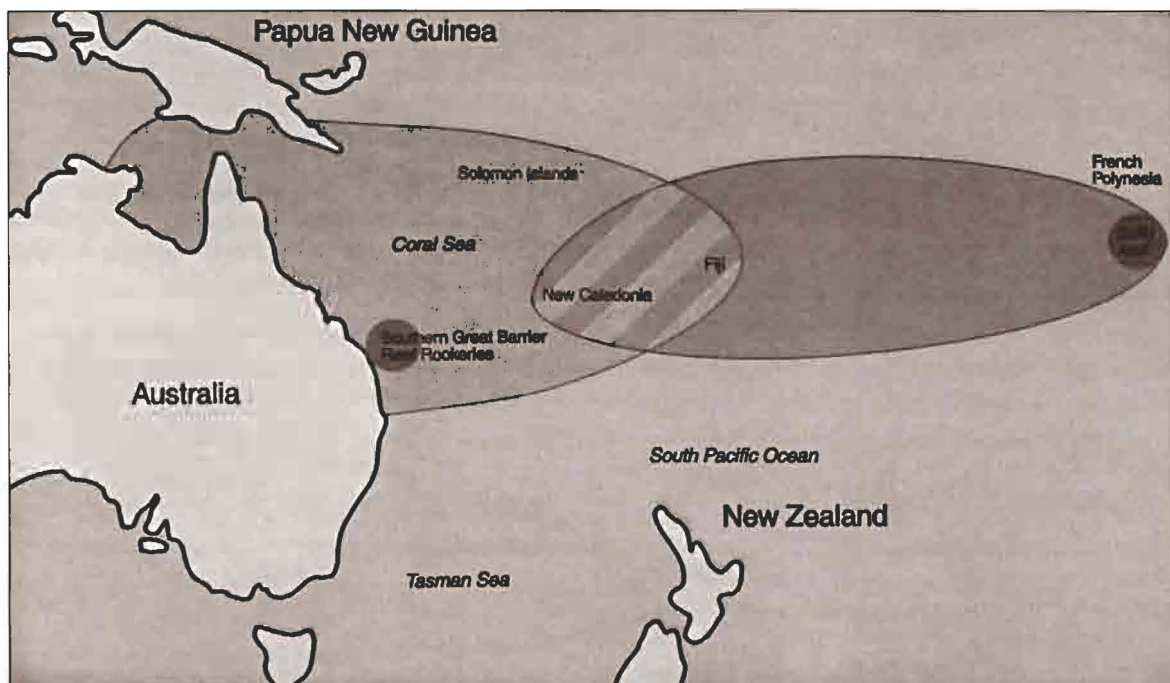 Papua New Guinea
Solomon Islands
French
Polynesia
Coral Sea
Fiji
New Caledonia
Southern Great Barrier
Reef Rookeries
Australia
South Pacific Ocean
New Zealand
Tasman Sea